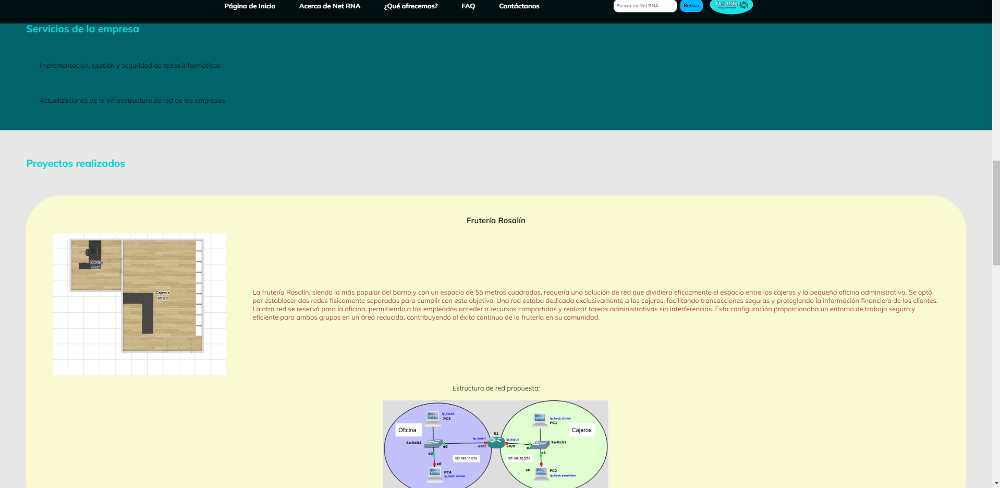 Página de Inicio Acerca de Net RNA ¿Qué ofrecemos? FAQ Contáctanos Buscar en Net RNA Buscar Net RNA
Servicios de la empresa
Implementación, gestión y seguridad de redes informáticas
Actualizaciones de la infraestructura de red de las empresas
Proyectos realizados
Frutería Rosalín
Oficina
10 m²
Cajeros
35 m²
La frutería Rosalín, siendo la más popular del barrio y con un espacio de 55 metros cuadrados, requería una solución de red que dividiera eficazmente el espacio entre los cajeros y la pequeña oficina administrativa. Se optó
por establecer dos redes físicamente separadas para cumplir con este objetivo. Una red estaba dedicada exclusivamente a los cajeros, facilitando transacciones seguras y protegiendo la información financiera de los clientes.
La otra red se reservó para la oficina, permitiendo a los empleados acceder a recursos compartidos y realizar tareas administrativas sin interferencias. Esta configuración proporcionaba un entorno de trabajo seguro y
eficiente para ambos grupos en un área reducida, contribuyendo al éxito continuo de la frutería en su comunidad.
Estructura de red propuesta:
VPCS
ip_host:2
PC3
Oficina
Switch2
e0
ip_host:1
e0/1
R1
ip_host:1
e0/0
VPCS
ip_host: ultimo
PC1
Cajeros
Switch1
e2
e1
e2
192.168.10.0/24
192.168.20.0/24
e0
VPCS
PC4
ip_host: ultimo
e0
VPCS
PC2
ip_host: penultimo